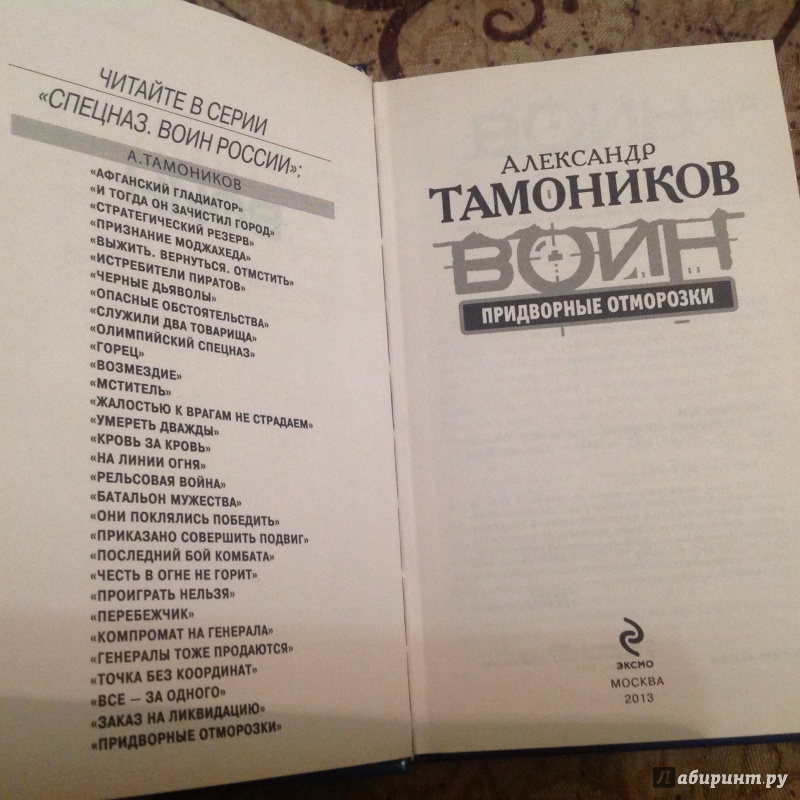 ЧИТАЙТЕ В СЕРИИ
«СПЕЦНАЗ. ВОИН РОССИИ»:
А.ТАМОНИКОВ
«АФГАНСКИЙ ГЛАДИАТОР»
«И ТОГДА ОН ЗАЧИСТИЛ ГОРОД»
«СТРАТЕГИЧЕСКИЙ РЕЗЕРВ»
«ПРИЗНАНИЕ МОДЖАХЕДА»
«ВЫЖИТЬ. ВЕРНУТЬСЯ. ОТМСТИТЬ»
«ИСТРЕБИТЕЛИ ПИРАТОВ»
«ЧЕРНЫЕ ДЬЯВОЛЫ»
«ОПАСНЫЕ ОБСТОЯТЕЛЬСТВА»
«СЛУЖИЛИ ДВА ТОВАРИЩА»
«ОЛИМПИЙСКИЙ СПЕЦНАЗ»
«ГОРЕЦ»
«ВОЗМЕЗДИЕ»
«МСТИТЕЛЬ»
«ЖАЛОСТЬЮ К ВРАГАМ НЕ СТРАДАЕМ»
«УМЕРЕТЬ ДВАЖДЫ»
«КРОВЬ ЗА КРОВЬ»
«НА ЛИНИИ ОГНЯ»
«РЕЛЬСОВАЯ ВОЙНА»
«БАТАЛЬОН МУЖЕСТВА»
«ОНИ ПОКЛЯЛИСЬ ПОБЕДИТЬ»
«ПРИКАЗАНО СОВЕРШИТЬ ПОДВИГ»
«ПОСЛЕДНИЙ БОЙ КОМБАТА»
«ЧЕСТЬ В ОГНЕ НЕ ГОРИТ»
«ПРОИГРАТЬ НЕЛЬЗЯ»
«ПЕРЕБЕЖЧИК»
«КОМПРОМАТ НА ГЕНЕРАЛА»
«ГЕНЕРАЛЫ ТОЖЕ ПРОДАЮТСЯ»
«ТОЧКА БЕЗ КООРДИНАТ»
«ВСЕ — ЗА ОДНОГО»
«ЗАКАЗ НА ЛИКВИДАЦИЮ»
«ПРИДВОРНЫЕ ОТМОРОЗКИ»
АЛЕКСАНДР
ТАМОНИКОВ
ВОИН
ПРИДВОРНЫЕ ОТМОРОЗКИ
ЭКСМО
МОСКВА
2013
Лабиринт.ру